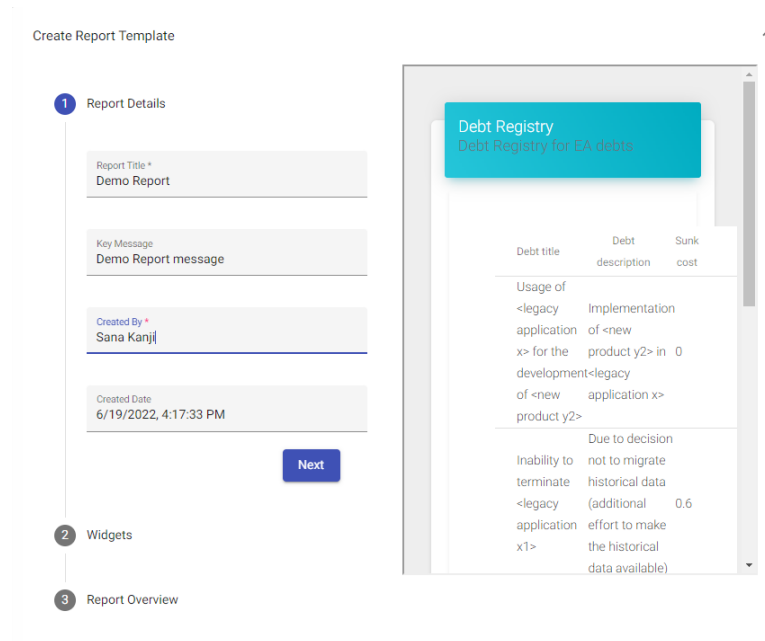 Create Report Template
1 Report Details
Report Title *
Demo Report
Key Message
Demo Report message
Created By *
Sana Kanji
Created Date
6/19/2022, 4:17:33 PM
Next
2 Widgets
3 Report Overview
Debt Registry
Debt Registry for EA debts
Debt title
Debt
description
Sunk
cost
Usage of
<legacy
application
x> for the
development
of <new
product y2>
Implementation
of <new
product y2> in
<legacy
application x>
0
Inability to
terminate
<legacy
application
x1>
Due to decision
not to migrate
historical data
(additional
effort to make
the historical
data available)
0.6